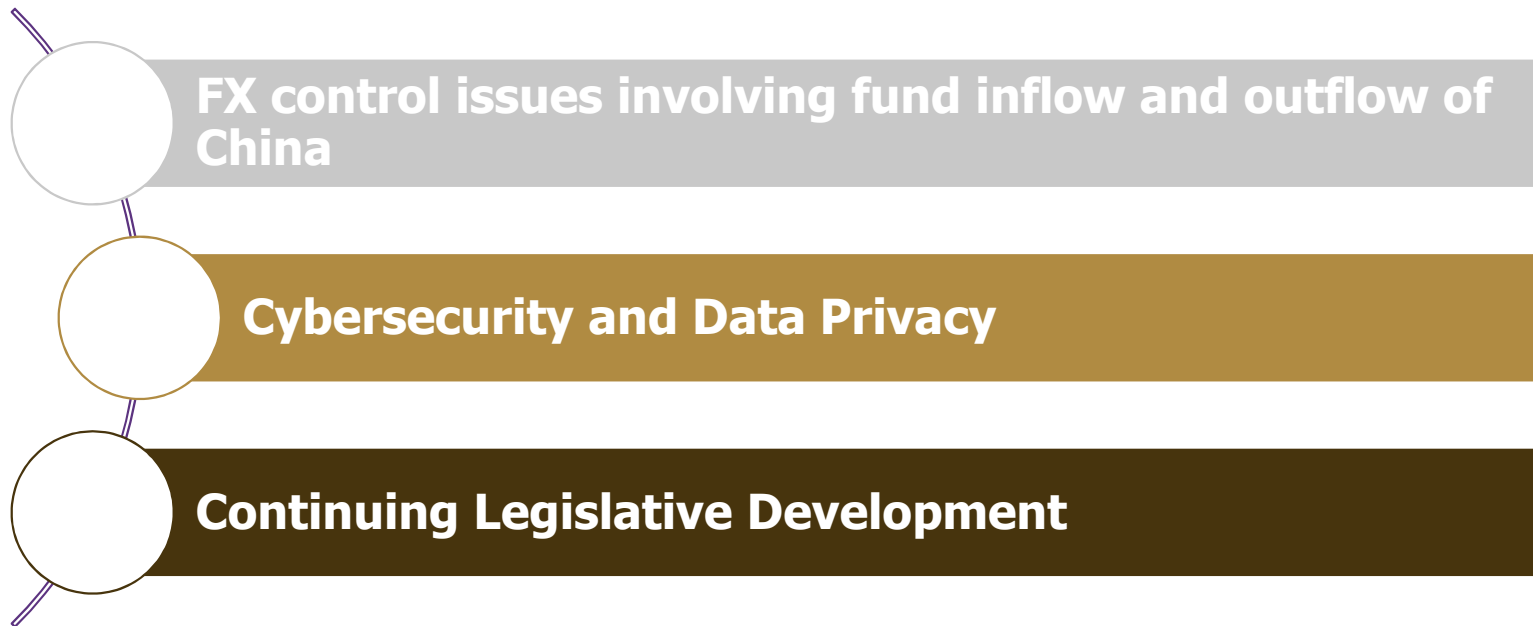 FX control issues involving fund inflow and outflow of
China
Cybersecurity and Data Privacy
Continuing Legislative Development